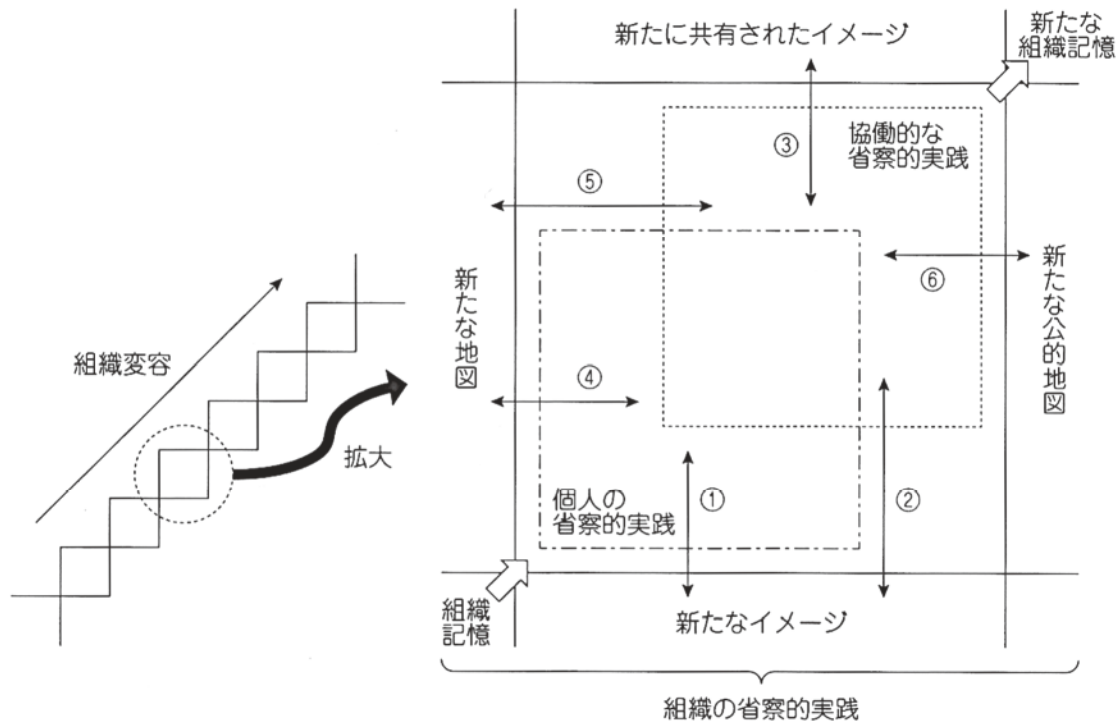 組織変容
拡大
新たに共有されたイメージ
新たな
組織記憶
協働的な
省察的実践
③
⑤
⑥
新たな地図
新たな公的地図
④
①
②
個人の
省察的実践
組織
記憶
新たなイメージ
組織の省察的実践